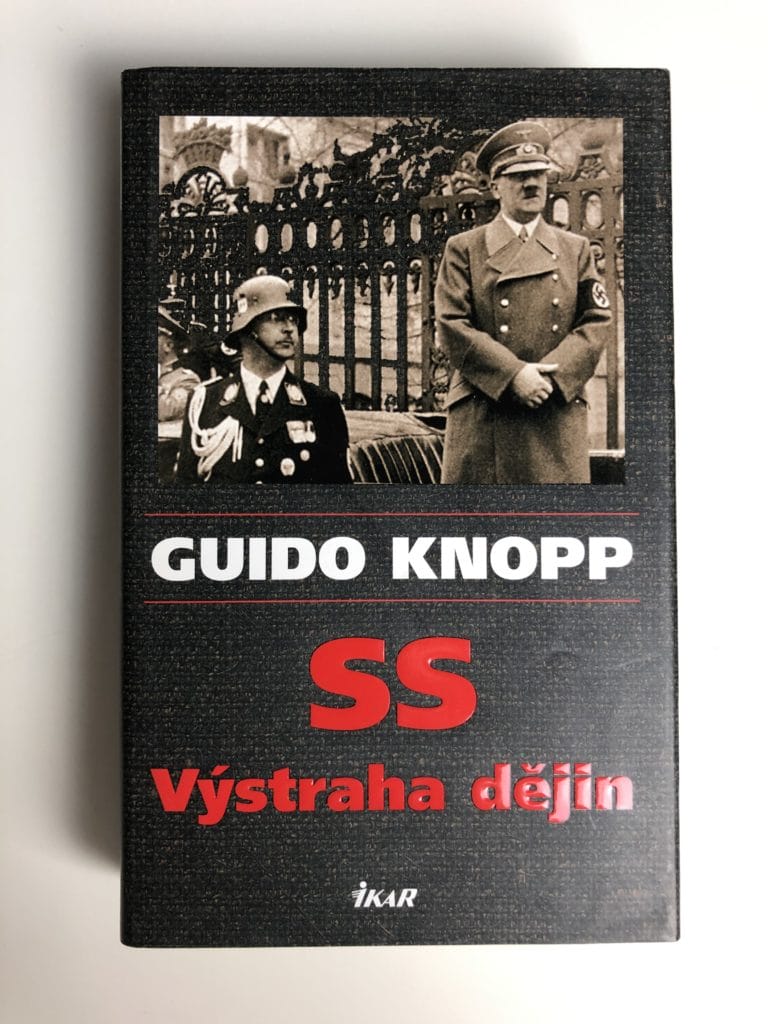 GUIDO KNOPP
SS
Výstraha dějin
iKAR